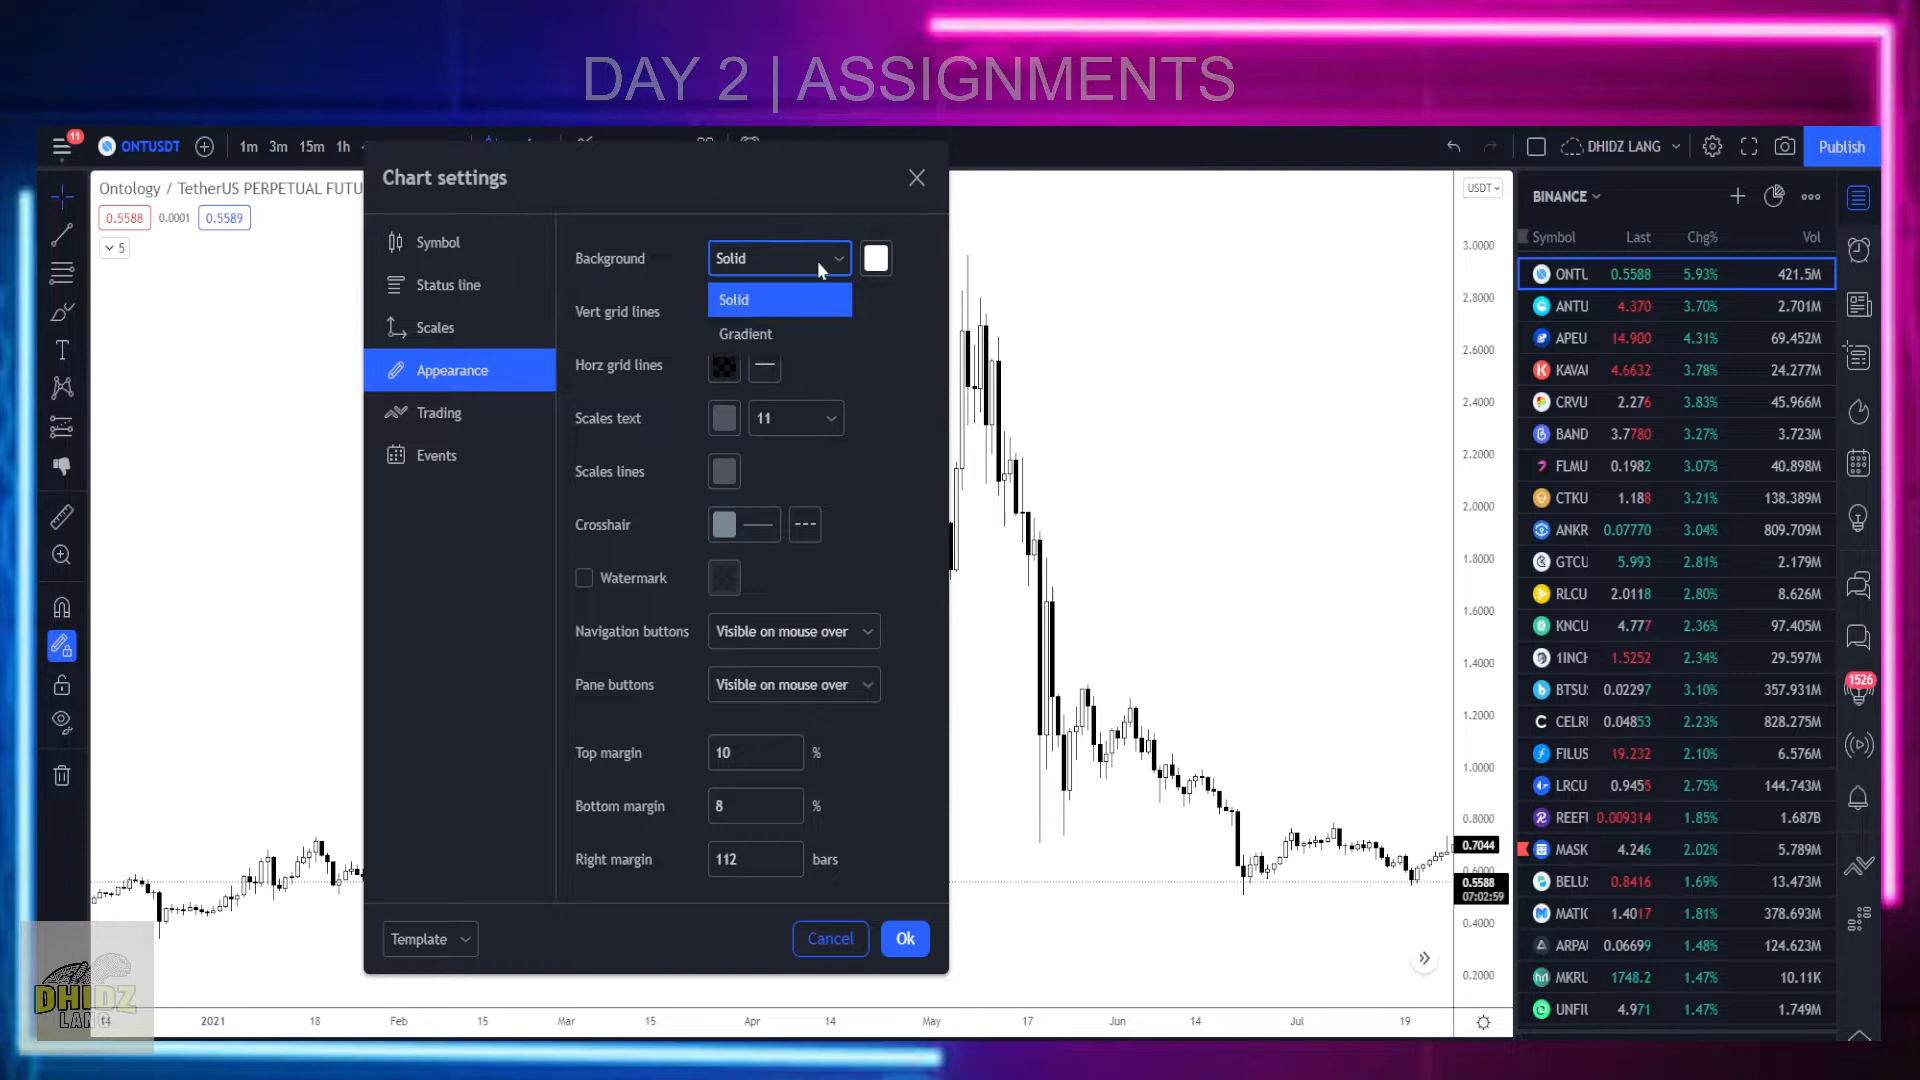 DAY 2 | ASSIGNMENTS
11
ONTUSDT
1m 3m 15m 1h
DHIDZ LANG
Publish
Ontology / TetherUS PERPETUAL FUTU
0.5588 0.0001 0.5589
5
Chart settings
Symbol
Status line
Scales
Appearance
Trading
Events
Background Solid
Solid
Gradient
Vert grid lines
Horz grid lines
Scales text 11
Scales lines
Crosshair
Watermark
Navigation buttons Visible on mouse over
Pane buttons Visible on mouse over
Top margin 10 %
Bottom margin 8 %
Right margin 112 bars
Template Cancel Ok
USDT
3.0000
2.8000
2.6000
2.4000
2.2000
2.0000
1.8000
1.6000
1.4000
1.2000
1.0000
0.8000
0.7044
0.6000
0.5588
07:02:59
0.4000
0.2000
14 2021 18 Feb 15 Mar 15 Apr 14 May 17 Jun 14 Jul 19
BINANCE
Symbol Last Chg% Vol
ONTU 0.5588 5.93% 421.5M
ANTU 4.370 3.70% 2.701M
APEU 14.900 4.31% 69.452M
KAVAU 4.6632 3.78% 24.277M
CRVU 2.276 3.83% 45.966M
BAND 3.7780 3.27% 3.723M
FLMU 0.1982 3.07% 40.898M
CTKU 1.188 3.21% 138.389M
ANKR 0.07770 3.04% 809.709M
GTCU 5.993 2.81% 2.179M
RLCU 2.0118 2.80% 8.626M
KNCU 4.777 2.36% 97.405M
1INCH 1.5252 2.34% 29.597M
BTSU 0.02297 3.10% 357.931M
CELRU 0.04853 2.23% 828.275M
FILUS 19.232 2.10% 6.576M
LRCU 0.9455 2.75% 144.743M
REEFU 0.009314 1.85% 1.687B
MASK 4.246 2.02% 5.789M
BELU 0.8416 1.69% 13.473M
MATIC 1.4017 1.81% 378.693M
ARPA 0.06699 1.48% 124.623M
MKRU 1748.2 1.47% 10.11K
UNFIU 4.971 1.47% 1.749M
1526
DHIDZ
LANG